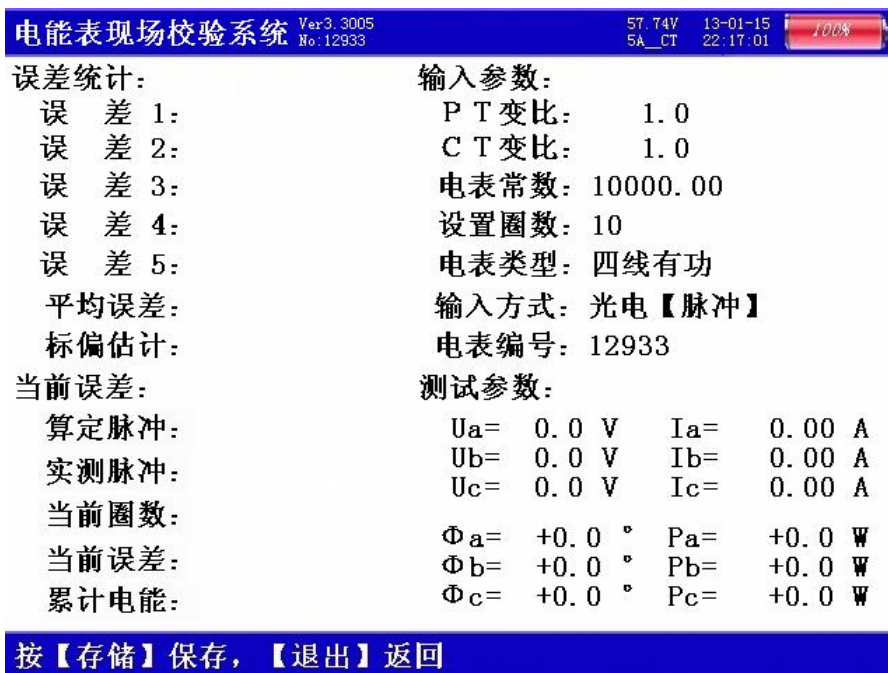 电能表现场校验系统 Ver3.3005 No:12933 57.74V 5A__CT 13-01-15 22:17:01 100%
误差统计:
误 差 1:
误 差 2:
误 差 3:
误 差 4:
误 差 5:
平均误差:
标偏估计:
当前误差:
算定脉冲:
实测脉冲:
当前圈数:
当前误差:
累计电能:
输入参数:
PT变比: 1.0
CT变比: 1.0
电表常数: 10000.00
设置圈数: 10
电表类型: 四线有功
输入方式: 光电【脉冲】
电表编号: 12933
测试参数:
Ua= 0.0 V Ia= 0.00 A
Ub= 0.0 V Ib= 0.00 A
Uc= 0.0 V Ic= 0.00 A
Φa= +0.0 ° Pa= +0.0 W
Φb= +0.0 ° Pb= +0.0 W
Φc= +0.0 ° Pc= +0.0 W
按【存储】保存，【退出】返回